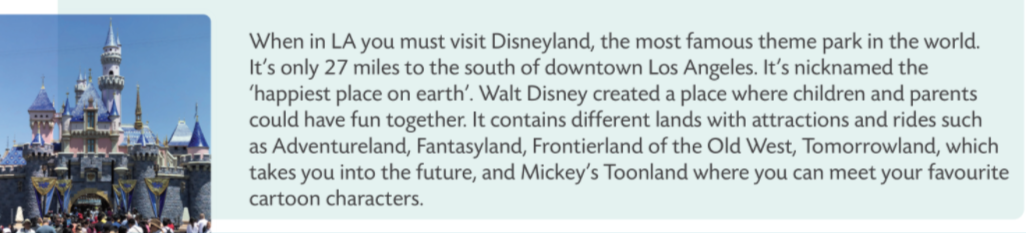 When in LA you must visit Disneyland, the most famous theme park in the world.
It's only 27 miles to the south of downtown Los Angeles. It's nicknamed the
'happiest place on earth'. Walt Disney created a place where children and parents
could have fun together. It contains different lands with attractions and rides such
as Adventureland, Fantasyland, Frontierland of the Old West, Tomorrowland, which
takes you into the future, and Mickey's Toonland where you can meet your favourite
cartoon characters.